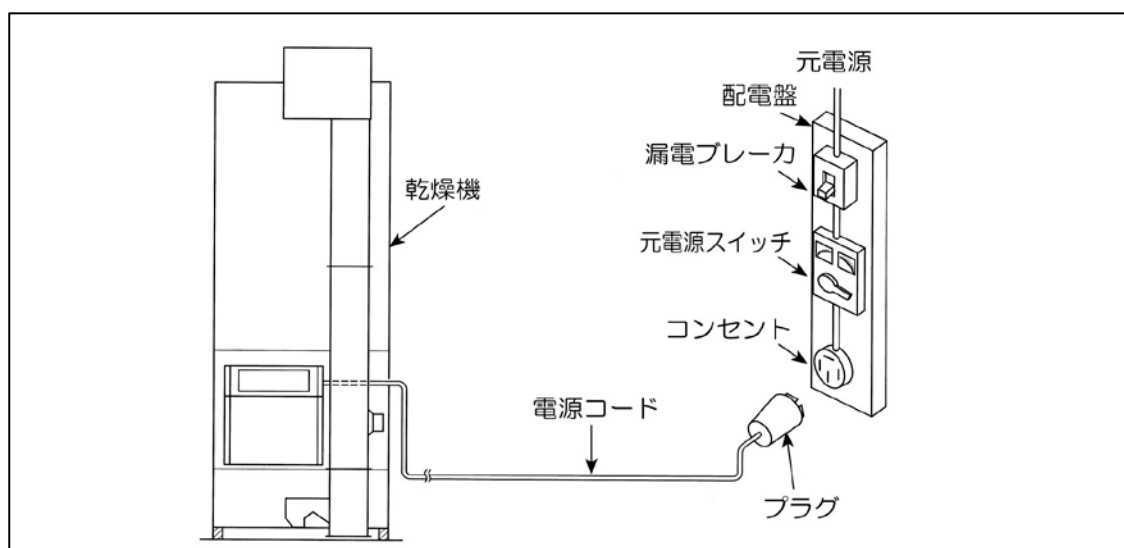 元電源
配電盤
漏電ブレーカ
乾燥機
元電源スイッチ
コンセント
電源コード
プラグ